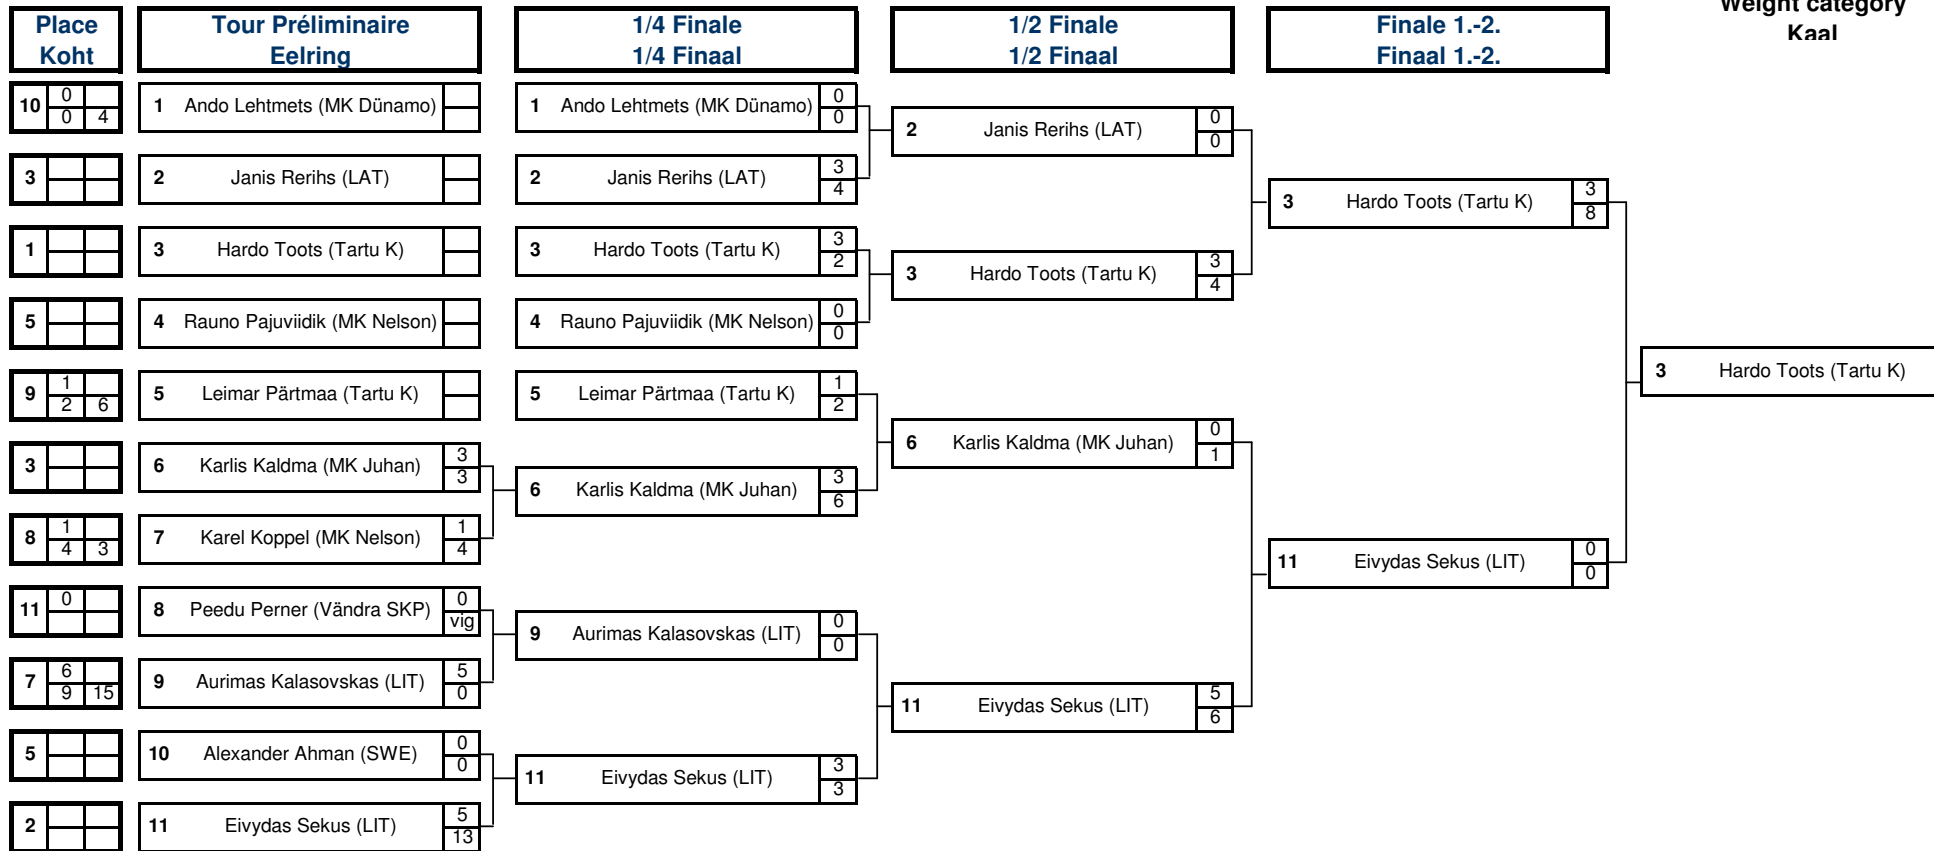 Weight category
Kaal
Place
Koht
Tour Préliminaire
Eelring
1/4 Finale
1/4 Finaal
1/2 Finale
1/2 Finaal
Finale 1.-2.
Finaal 1.-2.
10 0 0 4
1 Ando Lehtmets (MK Dünamo)
1 Ando Lehtmets (MK Dünamo) 0 0
2 Janis Rerihs (LAT) 0 0
3
2 Janis Rerihs (LAT)
2 Janis Rerihs (LAT) 3 4
3 Hardo Toots (Tartu K) 3 8
1
3 Hardo Toots (Tartu K)
3 Hardo Toots (Tartu K) 3 2
3 Hardo Toots (Tartu K) 3 4
5
4 Rauno Pajuviidik (MK Nelson)
4 Rauno Pajuviidik (MK Nelson) 0 0
3 Hardo Toots (Tartu K)
9 1 2 6
5 Leimar Pärtmaa (Tartu K)
5 Leimar Pärtmaa (Tartu K) 1 2
6 Karlis Kaldma (MK Juhan) 0 1
3
6 Karlis Kaldma (MK Juhan) 3 3
6 Karlis Kaldma (MK Juhan) 3 6
8 1 4 3
7 Karel Koppel (MK Nelson) 1 4
11 Eivydas Sekus (LIT) 0 0
11 0
8 Peedu Perner (Vändra SKP) 0 vig
9 Aurimas Kalasovskas (LIT) 0 0
7 6 9 15
9 Aurimas Kalasovskas (LIT) 5 0
11 Eivydas Sekus (LIT) 5 6
5
10 Alexander Ahman (SWE) 0 0
11 Eivydas Sekus (LIT) 3 3
2
11 Eivydas Sekus (LIT) 5 13